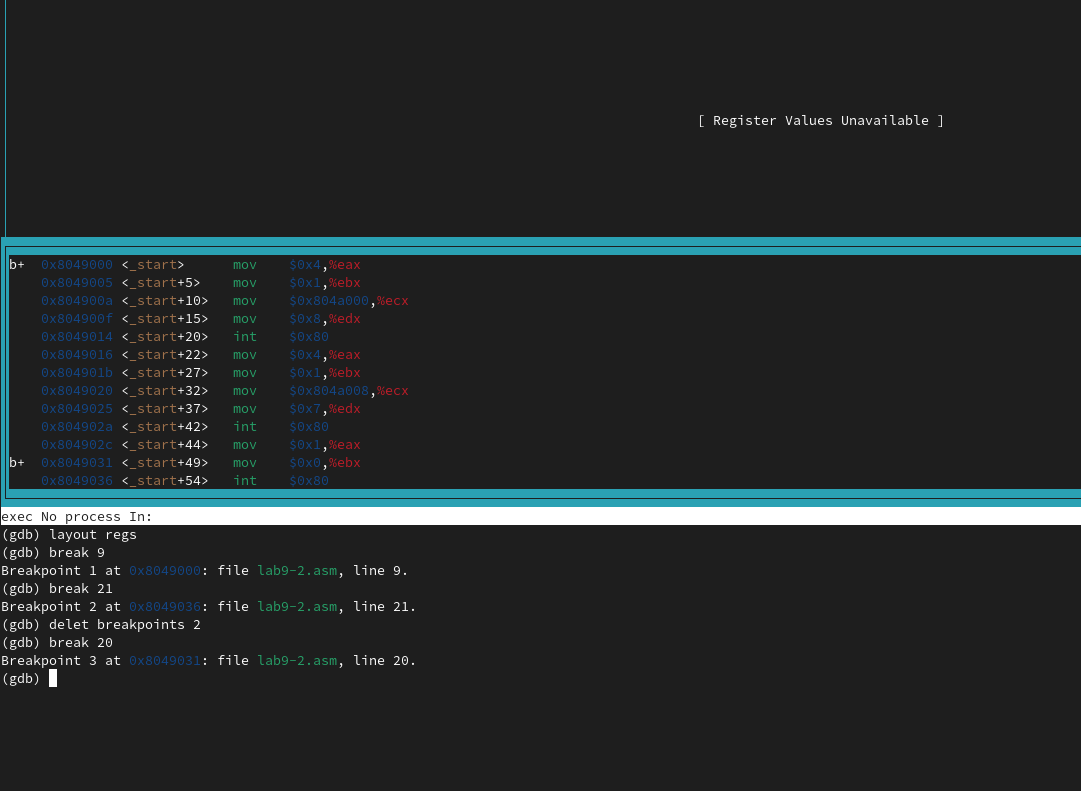 [ Register Values Unavailable ]
b+ 0x8049000 <_start> mov $0x4,%eax
0x8049005 <_start+5> mov $0x1,%ebx
0x804900a <_start+10> mov $0x804a000,%ecx
0x804900f <_start+15> mov $0x8,%edx
0x8049014 <_start+20> int $0x80
0x8049016 <_start+22> mov $0x4,%eax
0x804901b <_start+27> mov $0x1,%ebx
0x8049020 <_start+32> mov $0x804a008,%ecx
0x8049025 <_start+37> mov $0x7,%edx
0x804902a <_start+42> int $0x80
0x804902c <_start+44> mov $0x1,%eax
b+ 0x8049031 <_start+49> mov $0x0,%ebx
0x8049036 <_start+54> int $0x80
exec No process In:
(gdb) layout regs
(gdb) break 9
Breakpoint 1 at 0x8049000: file lab9-2.asm, line 9.
(gdb) break 21
Breakpoint 2 at 0x8049036: file lab9-2.asm, line 21.
(gdb) delet breakpoints 2
(gdb) break 20
Breakpoint 3 at 0x8049031: file lab9-2.asm, line 20.
(gdb)